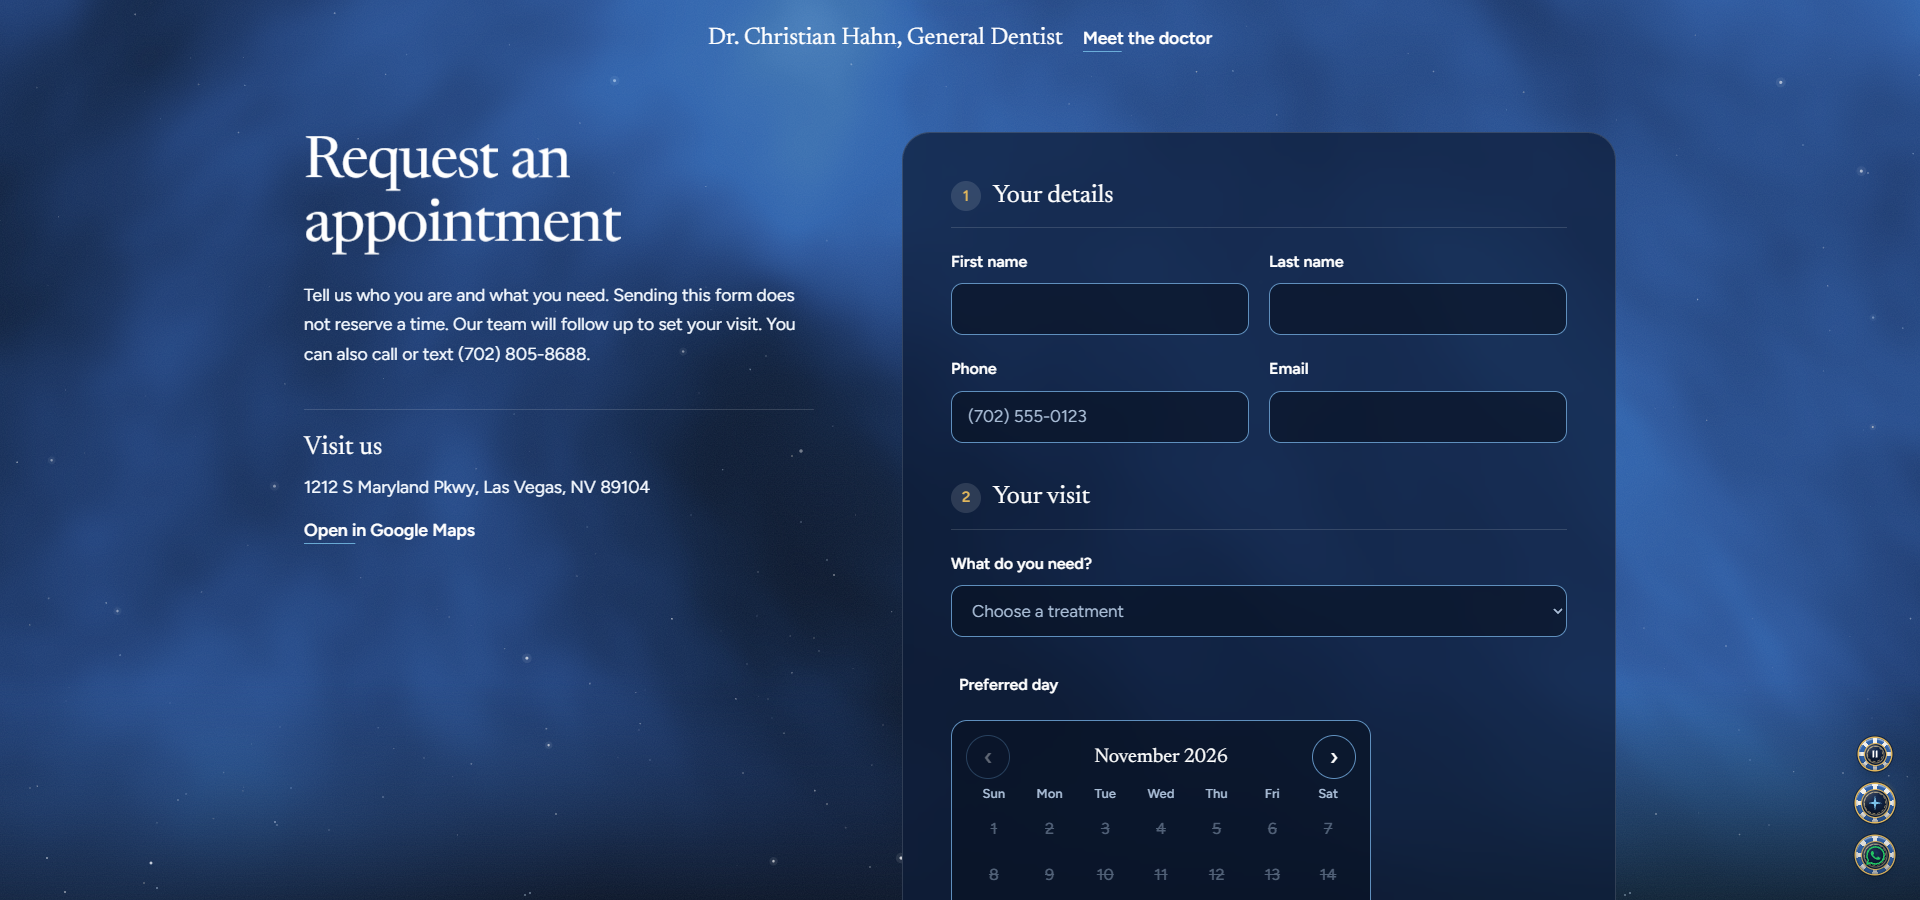 Dr. Christian Hahn, General Dentist Meet the doctor
Request an
appointment
Tell us who you are and what you need. Sending this form does
not reserve a time. Our team will follow up to set your visit. You
can also call or text (702) 805-8688.
Visit us
1212 S Maryland Pkwy, Las Vegas, NV 89104
Open in Google Maps
1 Your details
First name Last name
Phone Email
(702) 555-0123
2 Your visit
What do you need?
Choose a treatment
Preferred day
‹ November 2026 ›
Sun Mon Tue Wed Thu Fri Sat
1 2 3 4 5 6 7
8 9 10 11 12 13 14